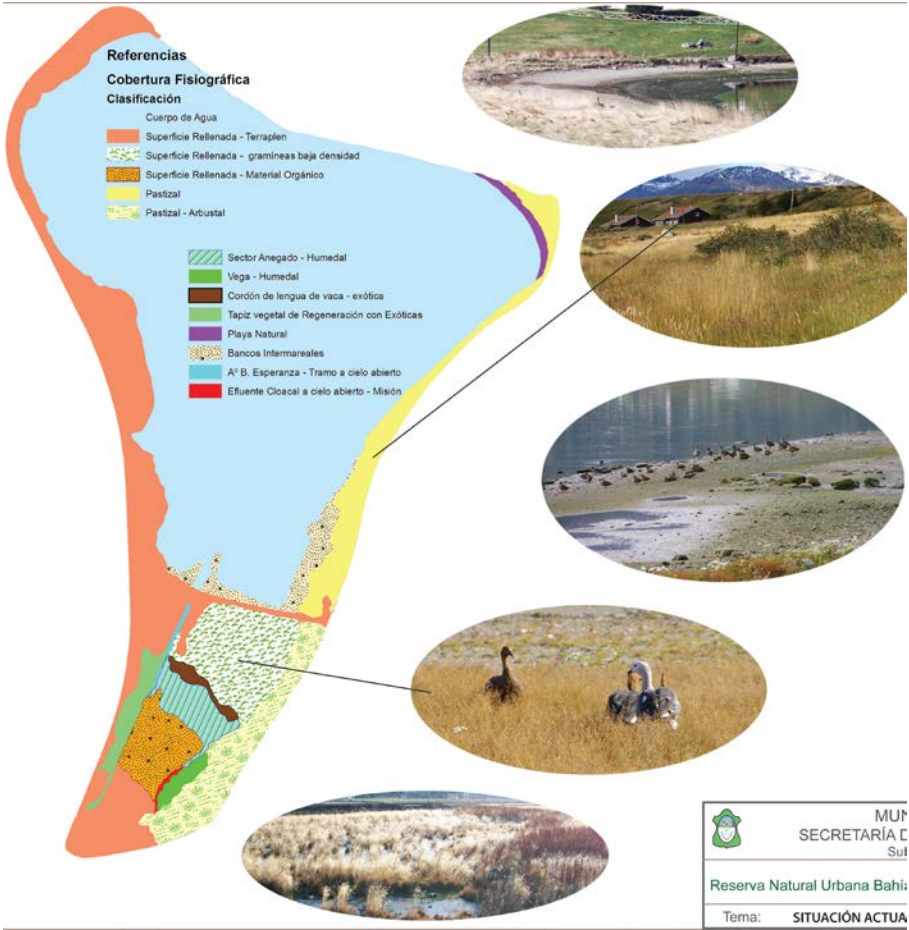 Referencias
Cobertura Fisiográfica
Clasificación
Cuerpo de Agua
Superficie Rellenada - Terraplen
Superficie Rellenada - gramíneas baja densidad
Superficie Rellenada - Material Orgánico
Pastizal
Pastizal - Arbustal
Sector Anegado - Humedal
Vega - Humedal
Cordón de lengua de vaca - exótica
Tapiz vegetal de Regeneración con Exóticas
Playa Natural
Bancos Intermareales
Aº B. Esperanza - Tramo a cielo abierto
Efluente Cloacal a cielo abierto - Misión
MUN
SECRETARÍA D
Sub
Reserva Natural Urbana Bahía
Tema: SITUACIÓN ACTUA